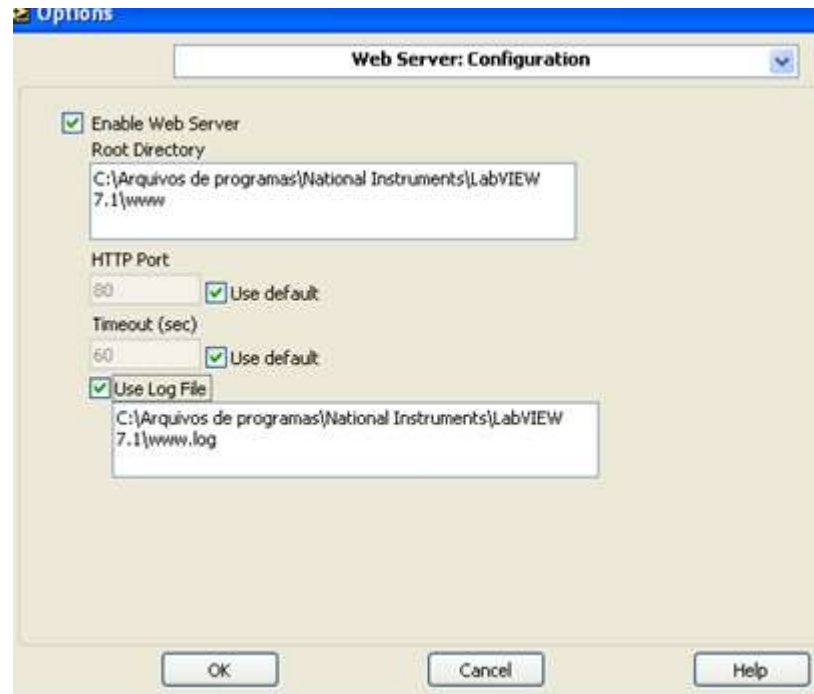 Options
Web Server: Configuration
Enable Web Server
Root Directory
C:\Arquivos de programas\National Instruments\LabVIEW
7.1\www
HTTP Port
80 Use default
Timeout (sec)
60 Use default
Use Log File
C:\Arquivos de programas\National Instruments\LabVIEW
7.1\www.log
OK Cancel Help